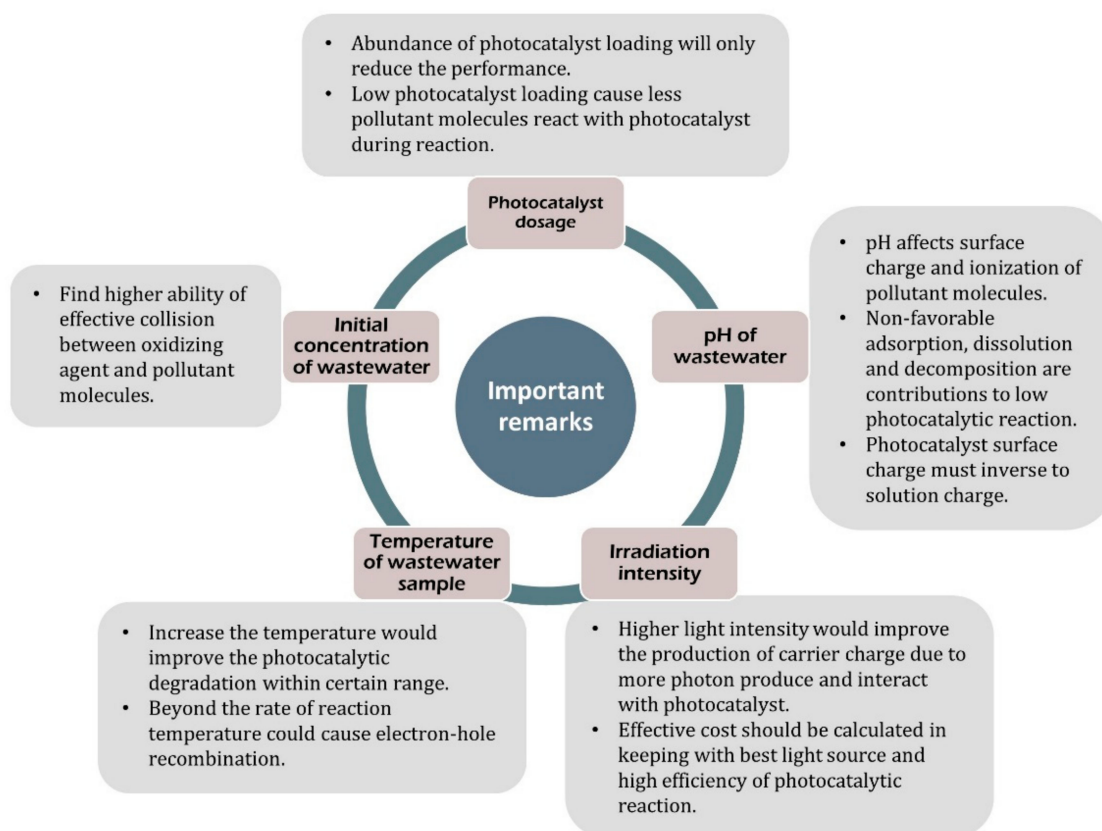 • Abundance of photocatalyst loading will only
reduce the performance.
• Low photocatalyst loading cause less
pollutant molecules react with photocatalyst
during reaction.
Photocatalyst
dosage
• pH affects surface
charge and ionization of
pollutant molecules.
• Non-favorable
adsorption, dissolution
and decomposition are
contributions to low
photocatalytic reaction.
• Photocatalyst surface
charge must inverse to
solution charge.
pH of
wastewater
• Find higher ability of
effective collision
between oxidizing
agent and pollutant
molecules.
Initial
concentration
of wastewater
Important
remarks
Temperature
of wastewater
sample
• Increase the temperature would
improve the photocatalytic
degradation within certain range.
• Beyond the rate of reaction
temperature could cause electron-hole
recombination.
Irradiation
intensity
• Higher light intensity would improve
the production of carrier charge due to
more photon produce and interact
with photocatalyst.
• Effective cost should be calculated in
keeping with best light source and
high efficiency of photocatalytic
reaction.